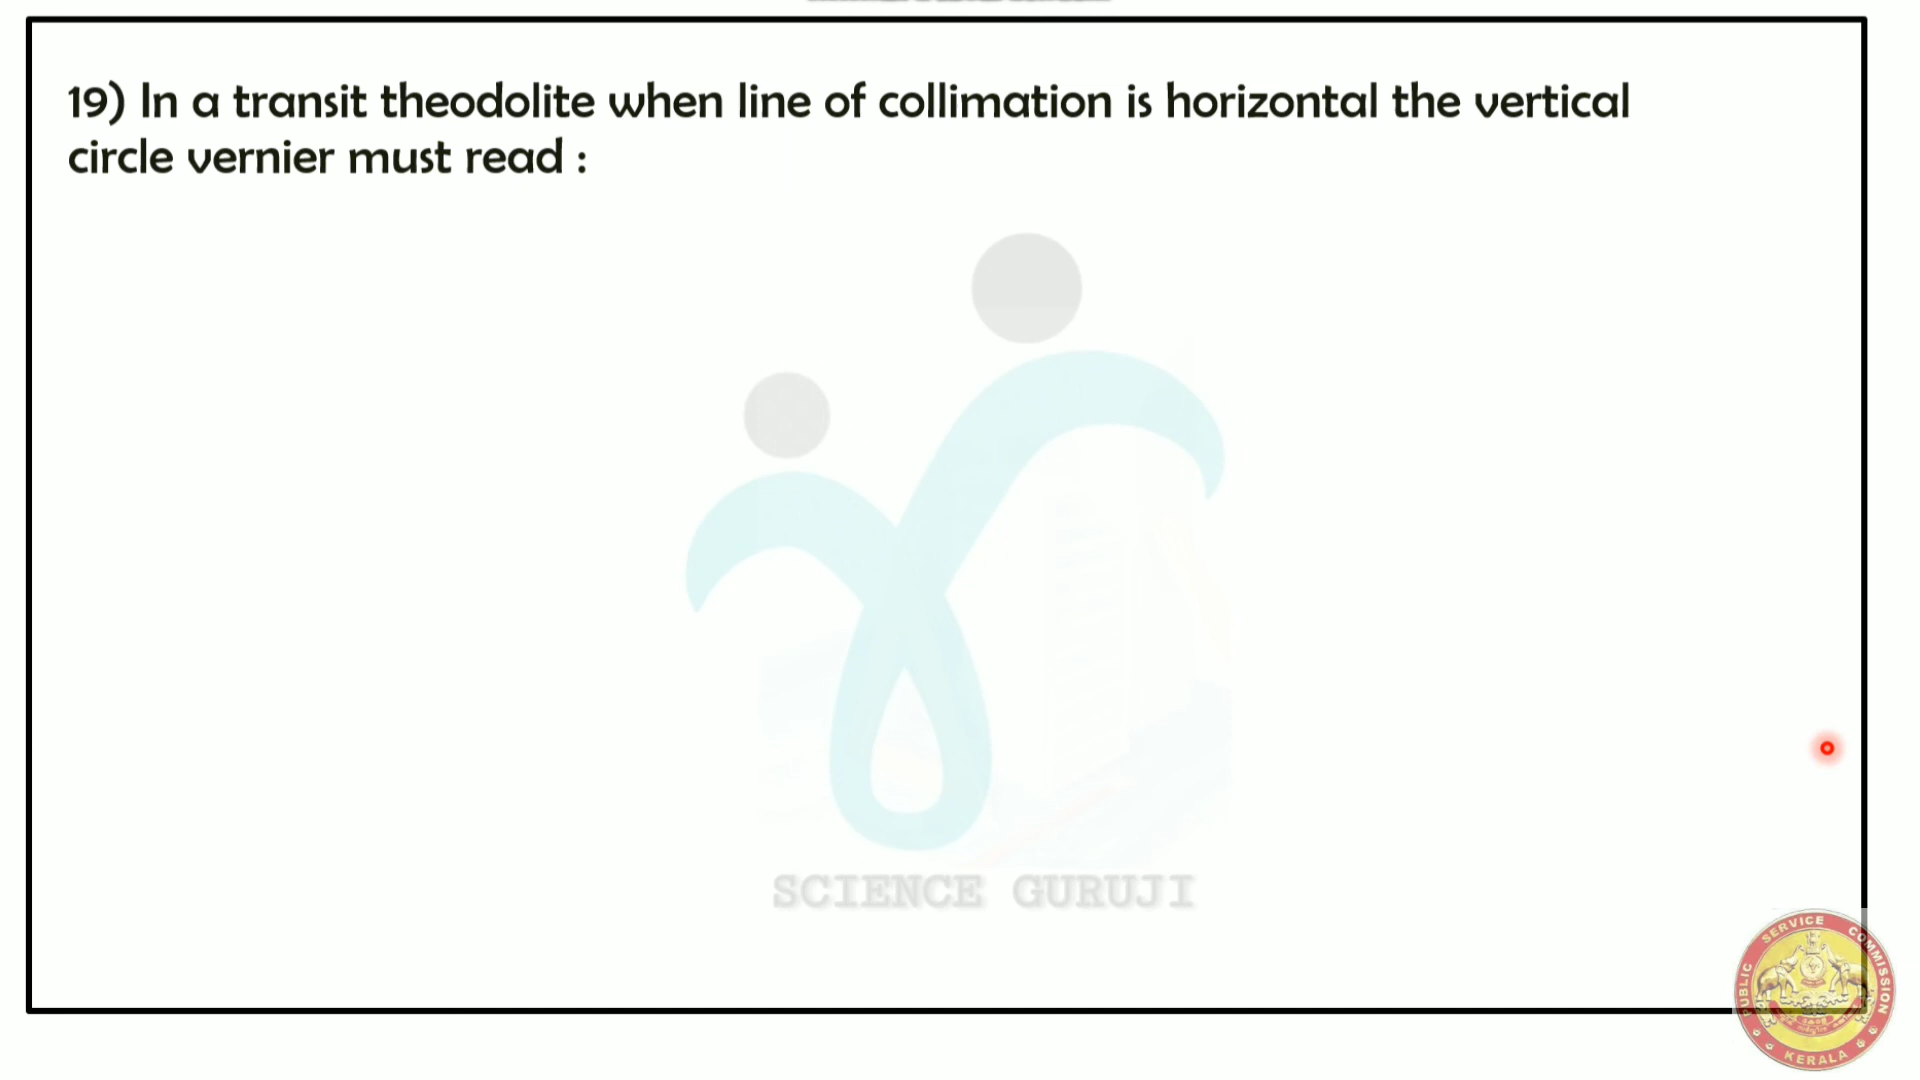 19) In a transit theodolite when line of collimation is horizontal the vertical
circle vernier must read :
SCIENCE GURUJI
PUBLIC SERVICE COMMISSION
KERALA